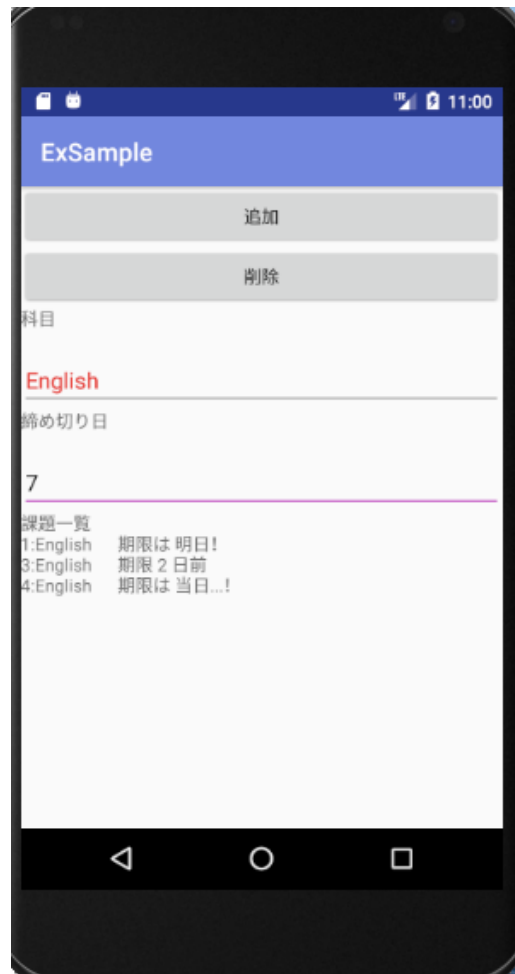 LTE 11:00
ExSample
追加
削除
科目
English
締め切り日
7
課題一覧
1:English 期限は 明日!
3:English 期限 2 日前
4:English 期限は 当日...!